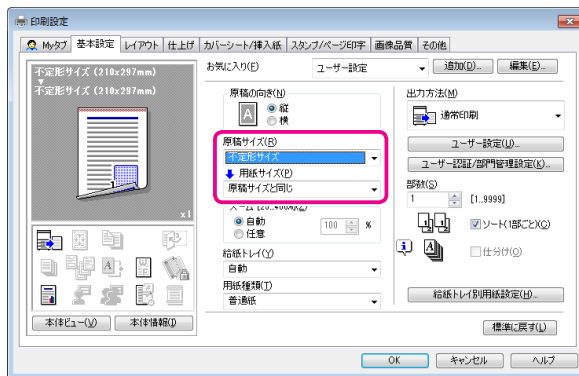 印刷設定
Myタブ 基本設定 レイアウト 仕上げ カバーシート/挿入紙 スタンプ/ページ印字 画像品質 その他
不定形サイズ (210x297mm)
不定形サイズ (210x297mm)
x1
本体ビュー(V) 本体情報(I)
お気に入り(F) ユーザー設定 追加(D)... 編集(E)...
原稿の向き(N)
A
縦
横
原稿サイズ(R)
不定形サイズ
用紙サイズ(P)
原稿サイズと同じ
ズーム [25..400%](Z)
自動
任意
100 %
給紙トレイ(Y)
自動
用紙種類(T)
普通紙
出力方法(M)
通常印刷
ユーザー設定(U)...
ユーザー認証/部門管理設定(K)...
部数(S)
1 [1..9999]
ソート(1部ごと)(C)
仕分け(O)
給紙トレイ別用紙設定(H)...
標準に戻す(L)
OK キャンセル ヘルプ